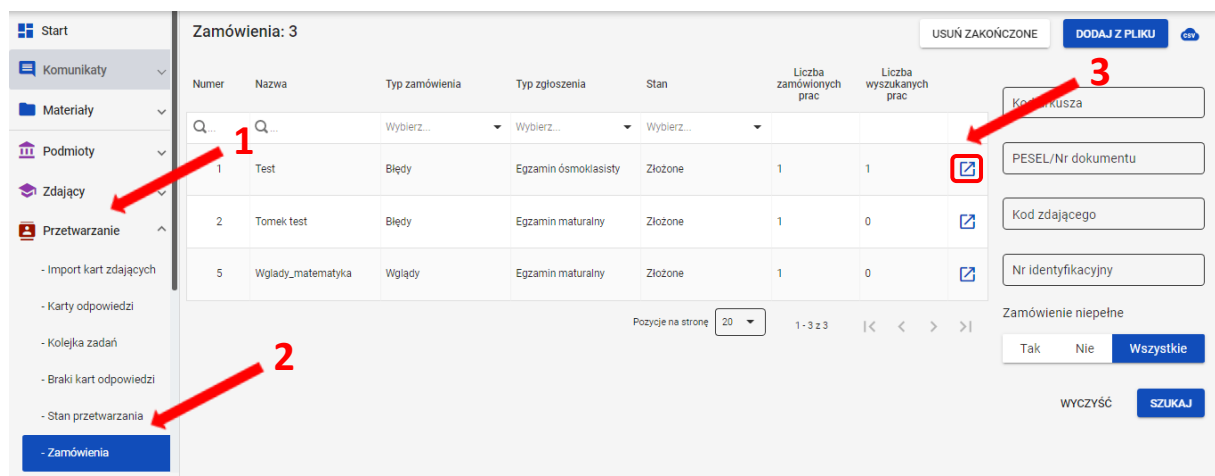 Start
Komunikaty
Materiały
Podmioty
Zdający
Przetwarzanie
- Import kart zdających
- Karty odpowiedzi
- Kolejka zadań
- Braki kart odpowiedzi
- Stan przetwarzania
- Zamówienia
1
2
3
Zamówienia: 3
USUŃ ZAKOŃCZONE
DODAJ Z PLIKU
CSV
Numer Nazwa Typ zamówienia Typ zgłoszenia Stan Liczba zamówionych prac Liczba wyszukanych prac
... ... Wybierz... Wybierz... Wybierz...
1 Test Błędy Egzamin ósmoklasisty Złożone 1 1
2 Tomek test Błędy Egzamin maturalny Złożone 1 0
5 Wglady_matematyka Wglądy Egzamin maturalny Złożone 1 0
Pozycje na stronę 20 1 - 3 z 3
Kod arkusza
PESEL/Nr dokumentu
Kod zdającego
Nr identyfikacyjny
Zamówienie niepełne
Tak Nie Wszystkie
WYCZYŚĆ SZUKAJ